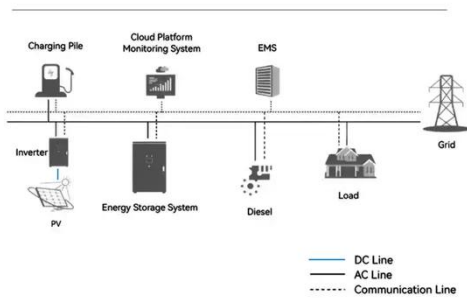 Charging Pile
Cloud Platform
Monitoring System
EMS
Grid
Inverter
PV
Energy Storage System
Diesel
Load
DC Line
AC Line
Communication Line